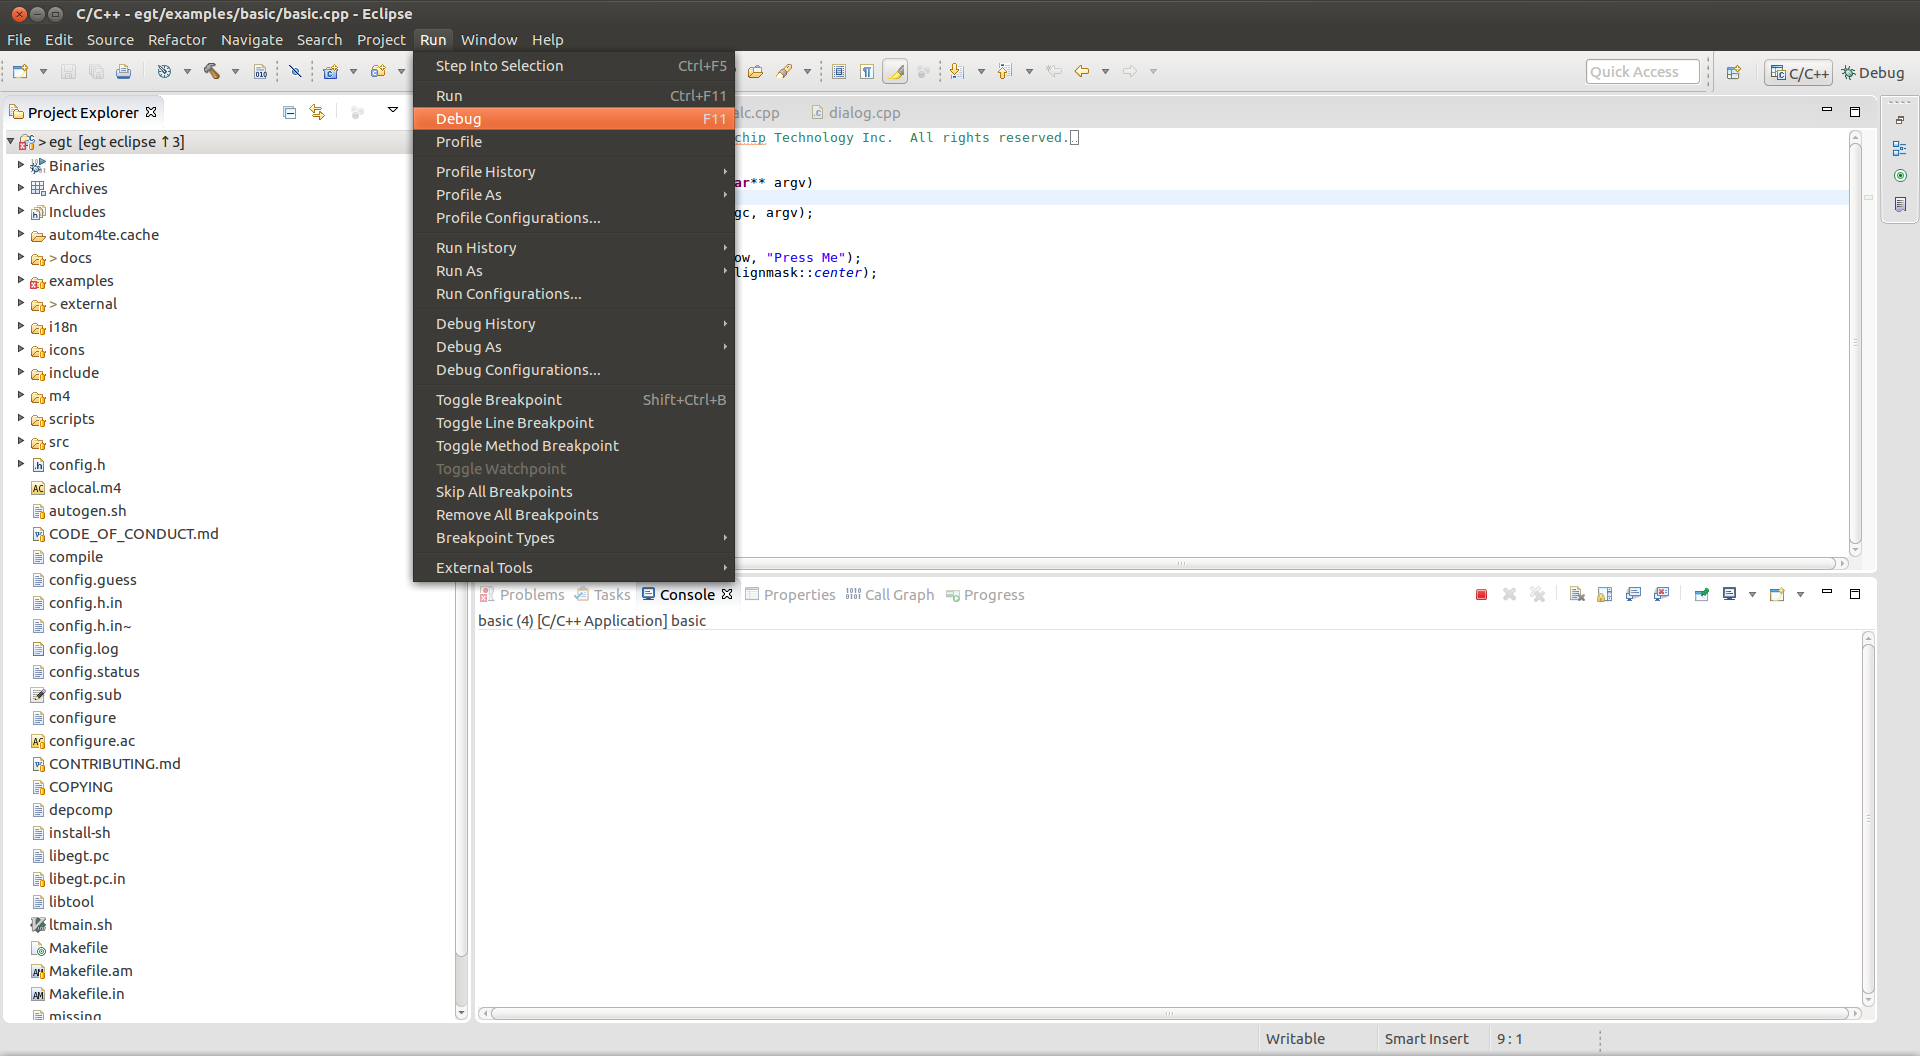 C/C++ - egt/examples/basic/basic.cpp - Eclipse
File Edit Source Refactor Navigate Search Project Run Window Help
Quick Access
C/C++ Debug
Project Explorer
> egt [egt eclipse ↑3]
Binaries
Archives
Includes
autom4te.cache
> docs
examples
> external
i18n
icons
include
m4
scripts
src
config.h
aclocal.m4
autogen.sh
CODE_OF_CONDUCT.md
compile
config.guess
config.h.in
config.h.in~
config.log
config.status
config.sub
configure
configure.ac
CONTRIBUTING.md
COPYING
depcomp
install-sh
libegt.pc
libegt.pc.in
libtool
ltmain.sh
Makefile
Makefile.am
Makefile.in
missing
Step Into Selection Ctrl+F5
Run Ctrl+F11
Debug F11
Profile
Profile History
Profile As
Profile Configurations...
Run History
Run As
Run Configurations...
Debug History
Debug As
Debug Configurations...
Toggle Breakpoint Shift+Ctrl+B
Toggle Line Breakpoint
Toggle Method Breakpoint
Toggle Watchpoint
Skip All Breakpoints
Remove All Breakpoints
Breakpoint Types
External Tools
alc.cpp dialog.cpp
chip Technology Inc.  All rights reserved.
ar** argv)
gc, argv);
ow, "Press Me");
lignmask::center);
Problems Tasks Console Properties Call Graph Progress
basic (4) [C/C++ Application] basic
Writable Smart Insert 9 : 1